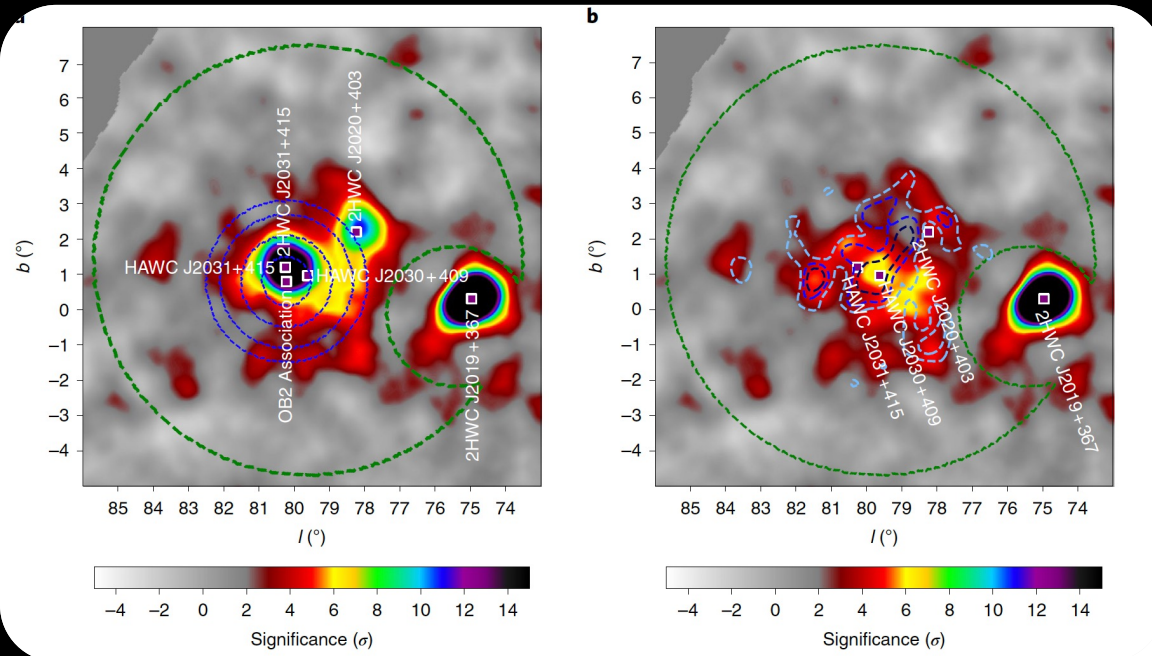 a
b
7
6
5
4
3
2
1
0
−1
−2
−3
−4
b (°)
85 84 83 82 81 80 79 78 77 76 75 74
l (°)
2HWC J2031+415
2HWC J2020+403
HAWC J2031+415
HAWC J2030+409
OB2 Association
2HWC J2019+367
−4 −2 0 2 4 6 8 10 12 14
Significance (σ)
7
6
5
4
3
2
1
0
−1
−2
−3
−4
b (°)
85 84 83 82 81 80 79 78 77 76 75 74
l (°)
HAWC J2031+415
HAWC J2030+409
2HWC J2020+403
2HWC J2019+367
−4 −2 0 2 4 6 8 10 12 14
Significance (σ)